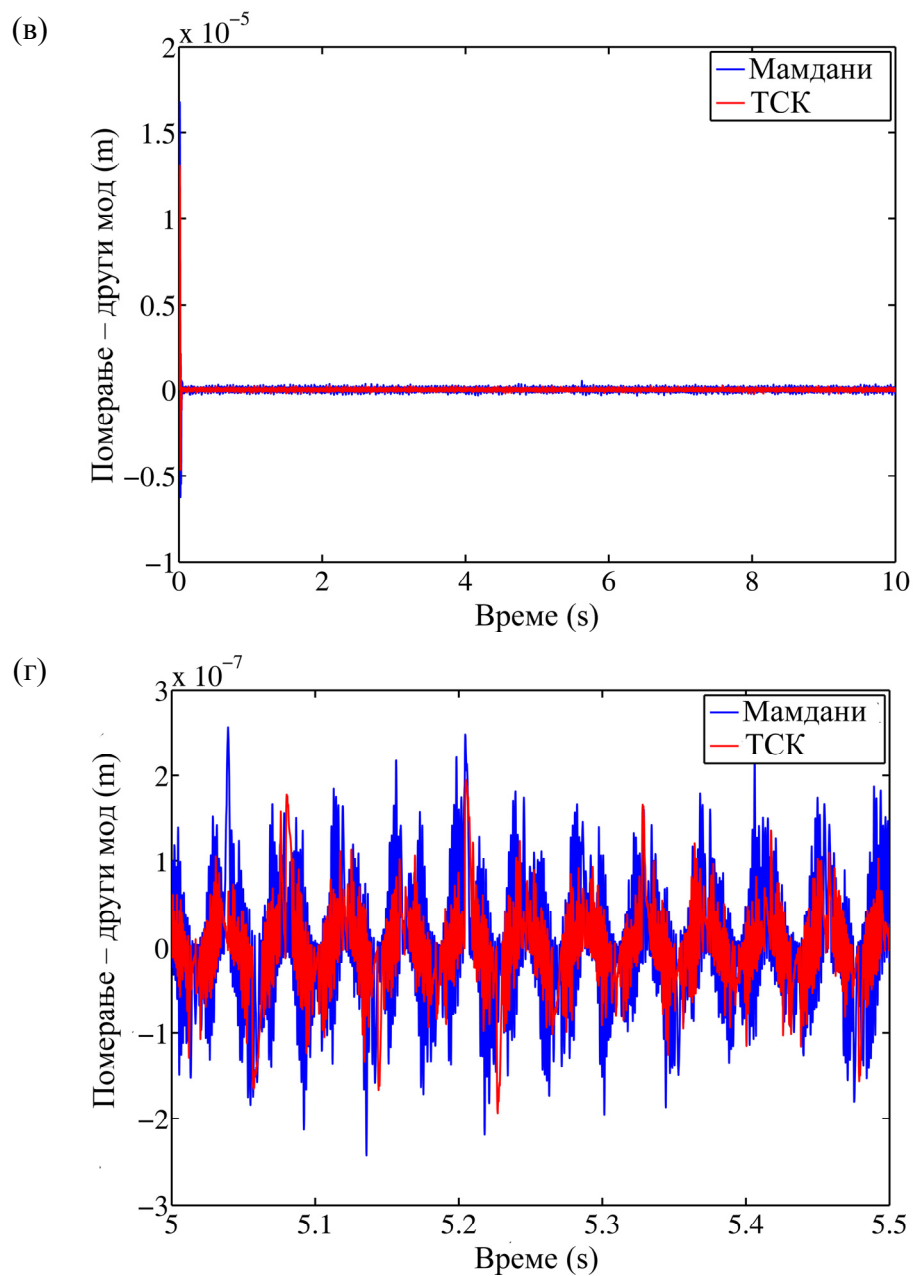 (в)
x 10⁻⁵
2
1.5
1
0.5
0
−0.5
−1
0 2 4 6 8 10
Померање – други мод (m)
Време (s)
Мамдани
ТСК
(г)
x 10⁻⁷
3
2
1
0
−1
−2
−3
5 5.1 5.2 5.3 5.4 5.5
Померање – други мод (m)
Време (s)
Мамдани
ТСК